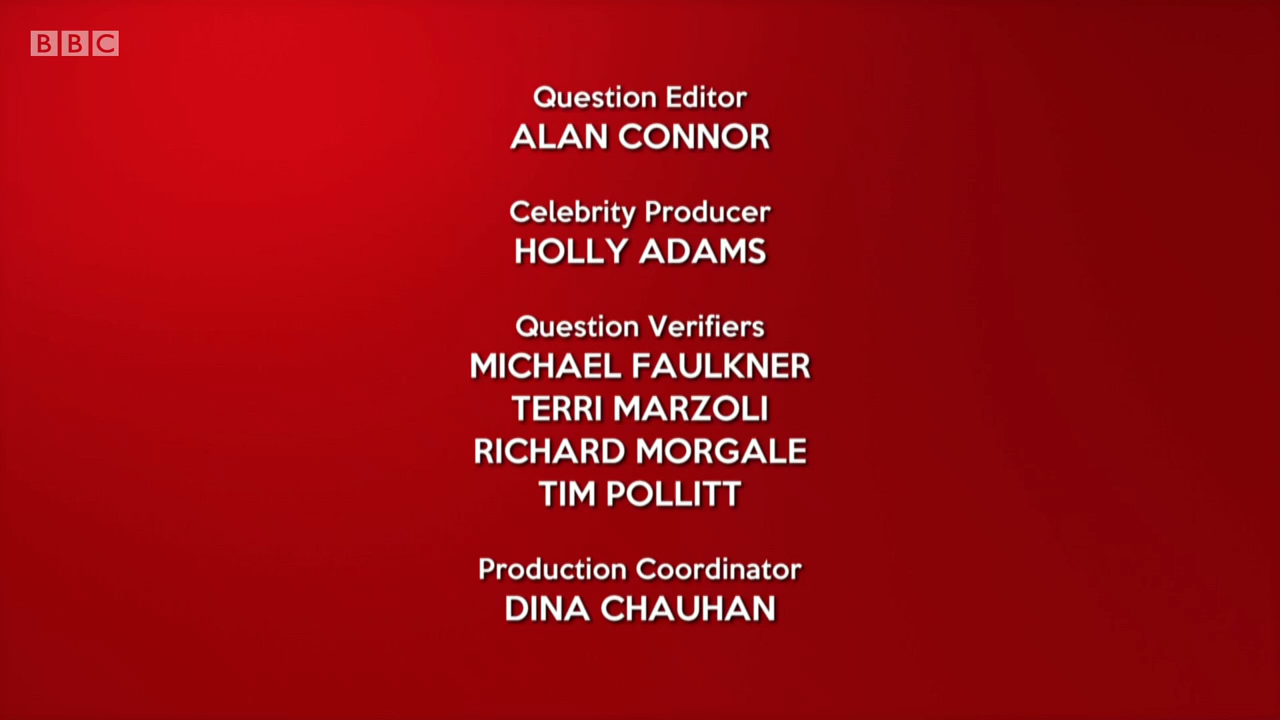 BBC
Question Editor
ALAN CONNOR
Celebrity Producer
HOLLY ADAMS
Question Verifiers
MICHAEL FAULKNER
TERRI MARZOLI
RICHARD MORGALE
TIM POLLITT
Production Coordinator
DINA CHAUHAN